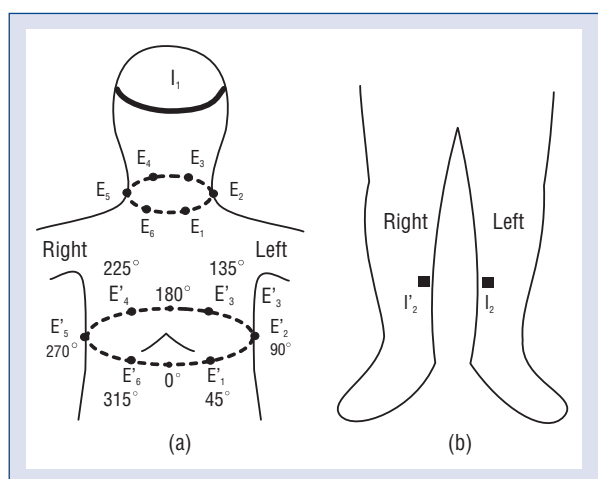 I₁
E₄ E₃
E₅ E₂
E₆ E₁
Right Left
225° 135°
E'₄ 180° E'₃ E'₃
E'₅ E'₂
270° 90°
E'₆ 0° E'₁
315° 45°
(a)
Right Left
I'₂ I₂
(b)